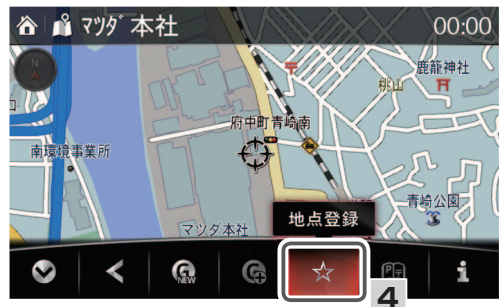 マツダ 本社
00:00
N
鹿籠神社
桃山
府中町青崎南
南環境事業所
青崎公園
マツダ本社
地点登録
G NEW
G
P〒
i
4